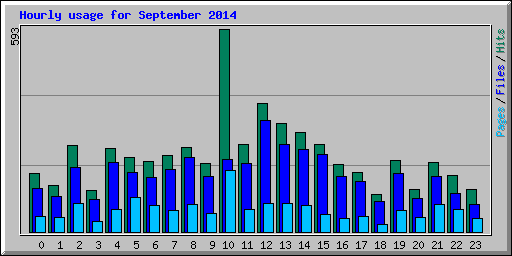 Hourly usage for September 2014
593
Pages / Files / Hits
0 1 2 3 4 5 6 7 8 9 10 11 12 13 14 15 16 17 18 19 20 21 22 23